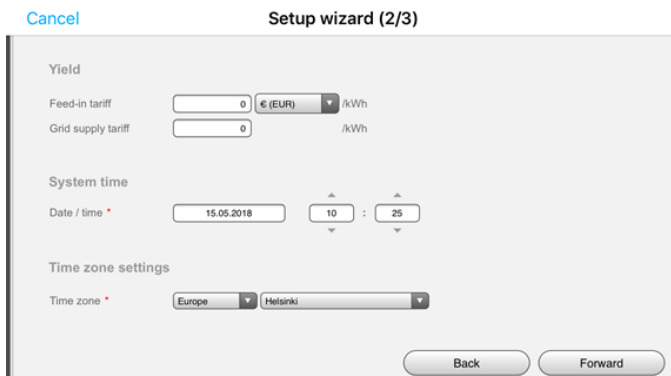 Cancel Setup wizard (2/3)
Yield
Feed-in tariff 0 € (EUR) /kWh
Grid supply tariff 0 /kWh
System time
Date / time * 15.05.2018 10 : 25
Time zone settings
Time zone * Europe Helsinki
Back Forward